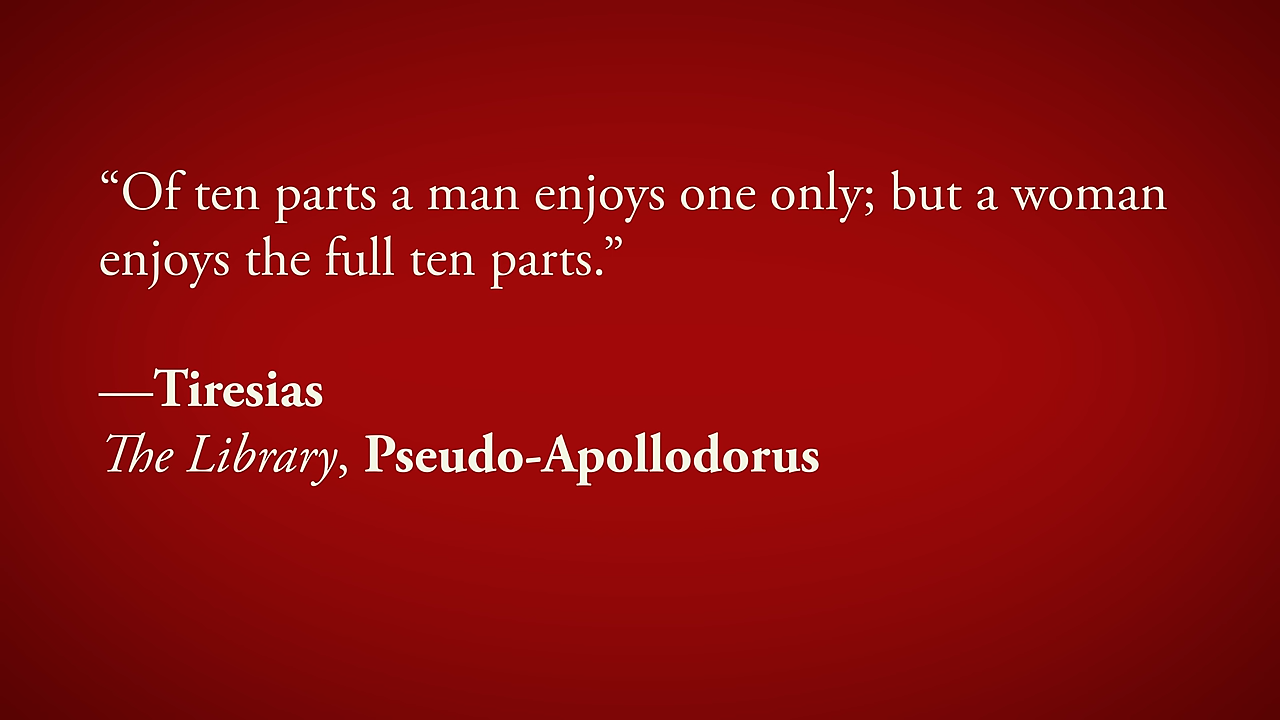 “Of ten parts a man enjoys one only; but a woman
enjoys the full ten parts.”
—Tiresias
The Library, Pseudo-Apollodorus